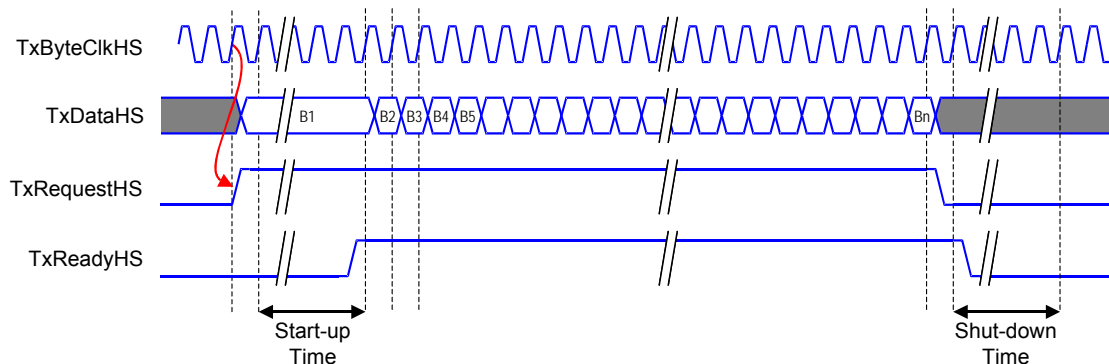 TxByteClkHS
TxDataHS
B1 B2 B3 B4 B5 Bn
TxRequestHS
TxReadyHS
Start-up
Time
Shut-down
Time